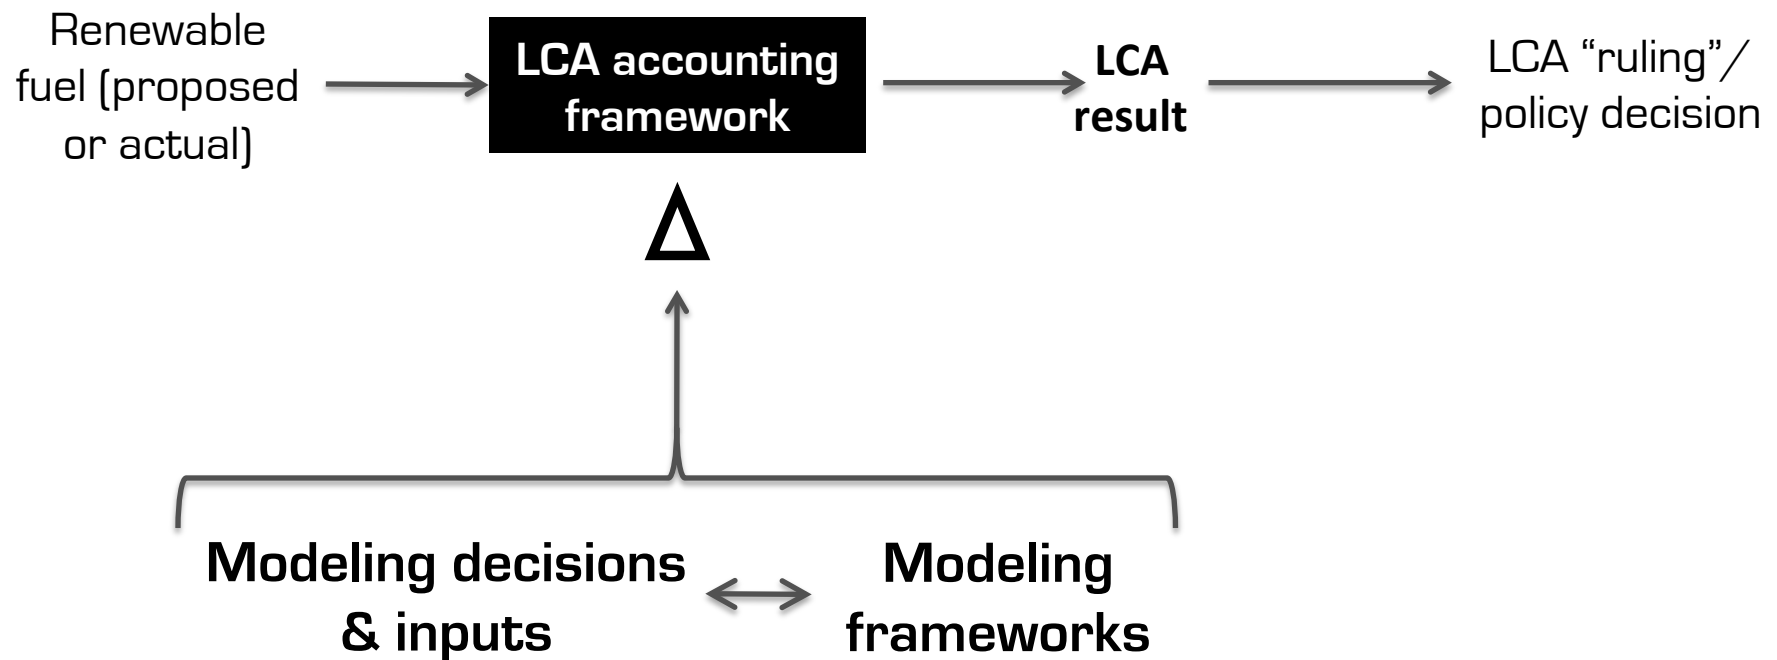 Renewable
fuel (proposed
or actual)
LCA accounting
framework
LCA
result
LCA “ruling”/
policy decision
Δ
Modeling decisions
& inputs
Modeling
frameworks